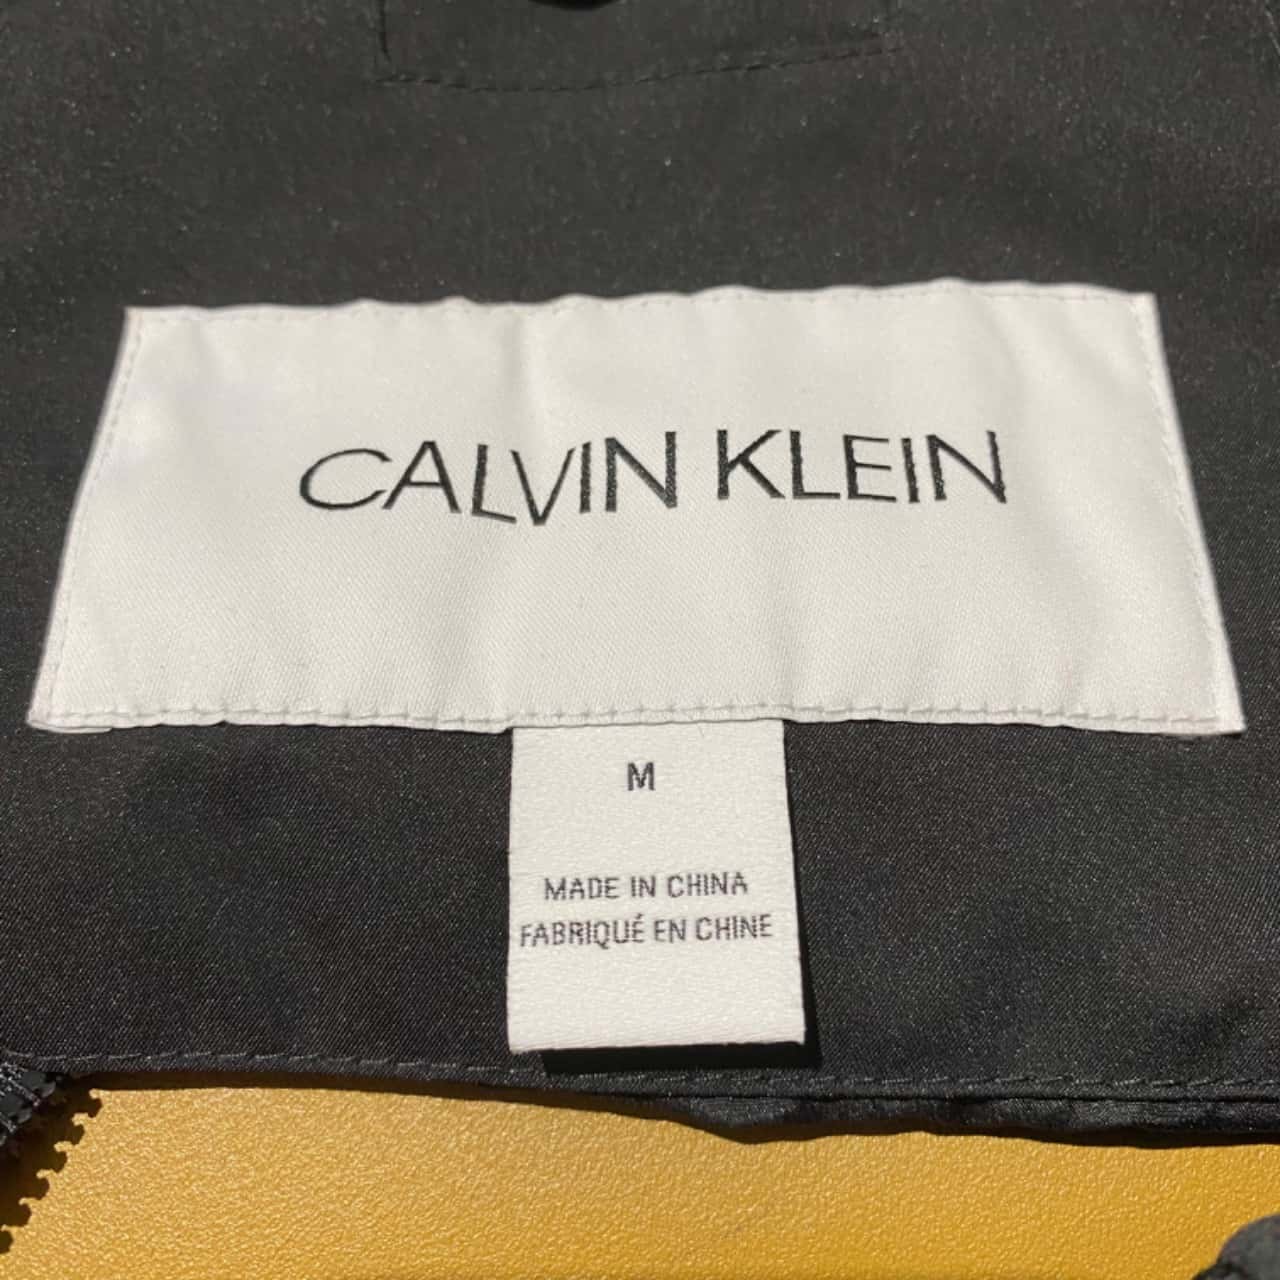 CALVIN KLEIN
M
MADE IN CHINA
FABRIQUÉ EN CHINE